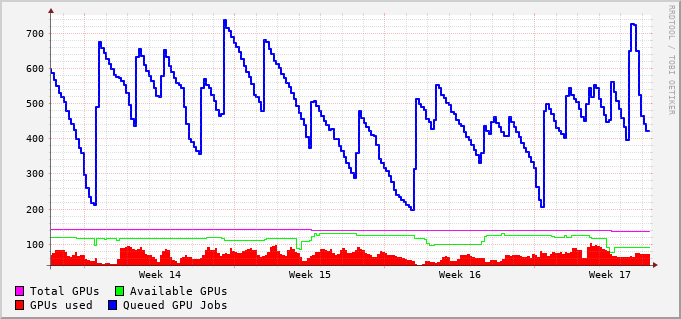 700
600
500
400
300
200
100
Week 14 Week 15 Week 16 Week 17
Total GPUs Available GPUs
GPUs used Queued GPU Jobs
RRDTOOL / TOBI OETIKER